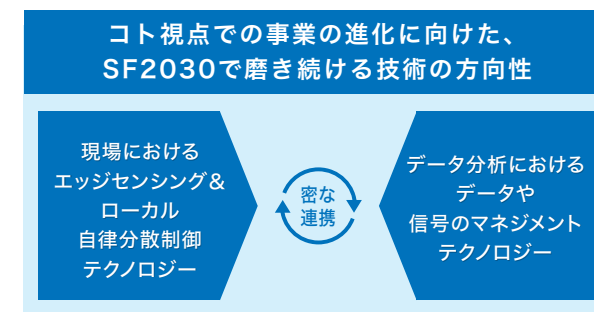 コト視点での事業の進化に向けた、
SF2030で磨き続ける技術の方向性
現場における
エッジセンシング＆
ローカル
自律分散制御
テクノロジー
密な
連携
データ分析における
データや
信号のマネジメント
テクノロジー